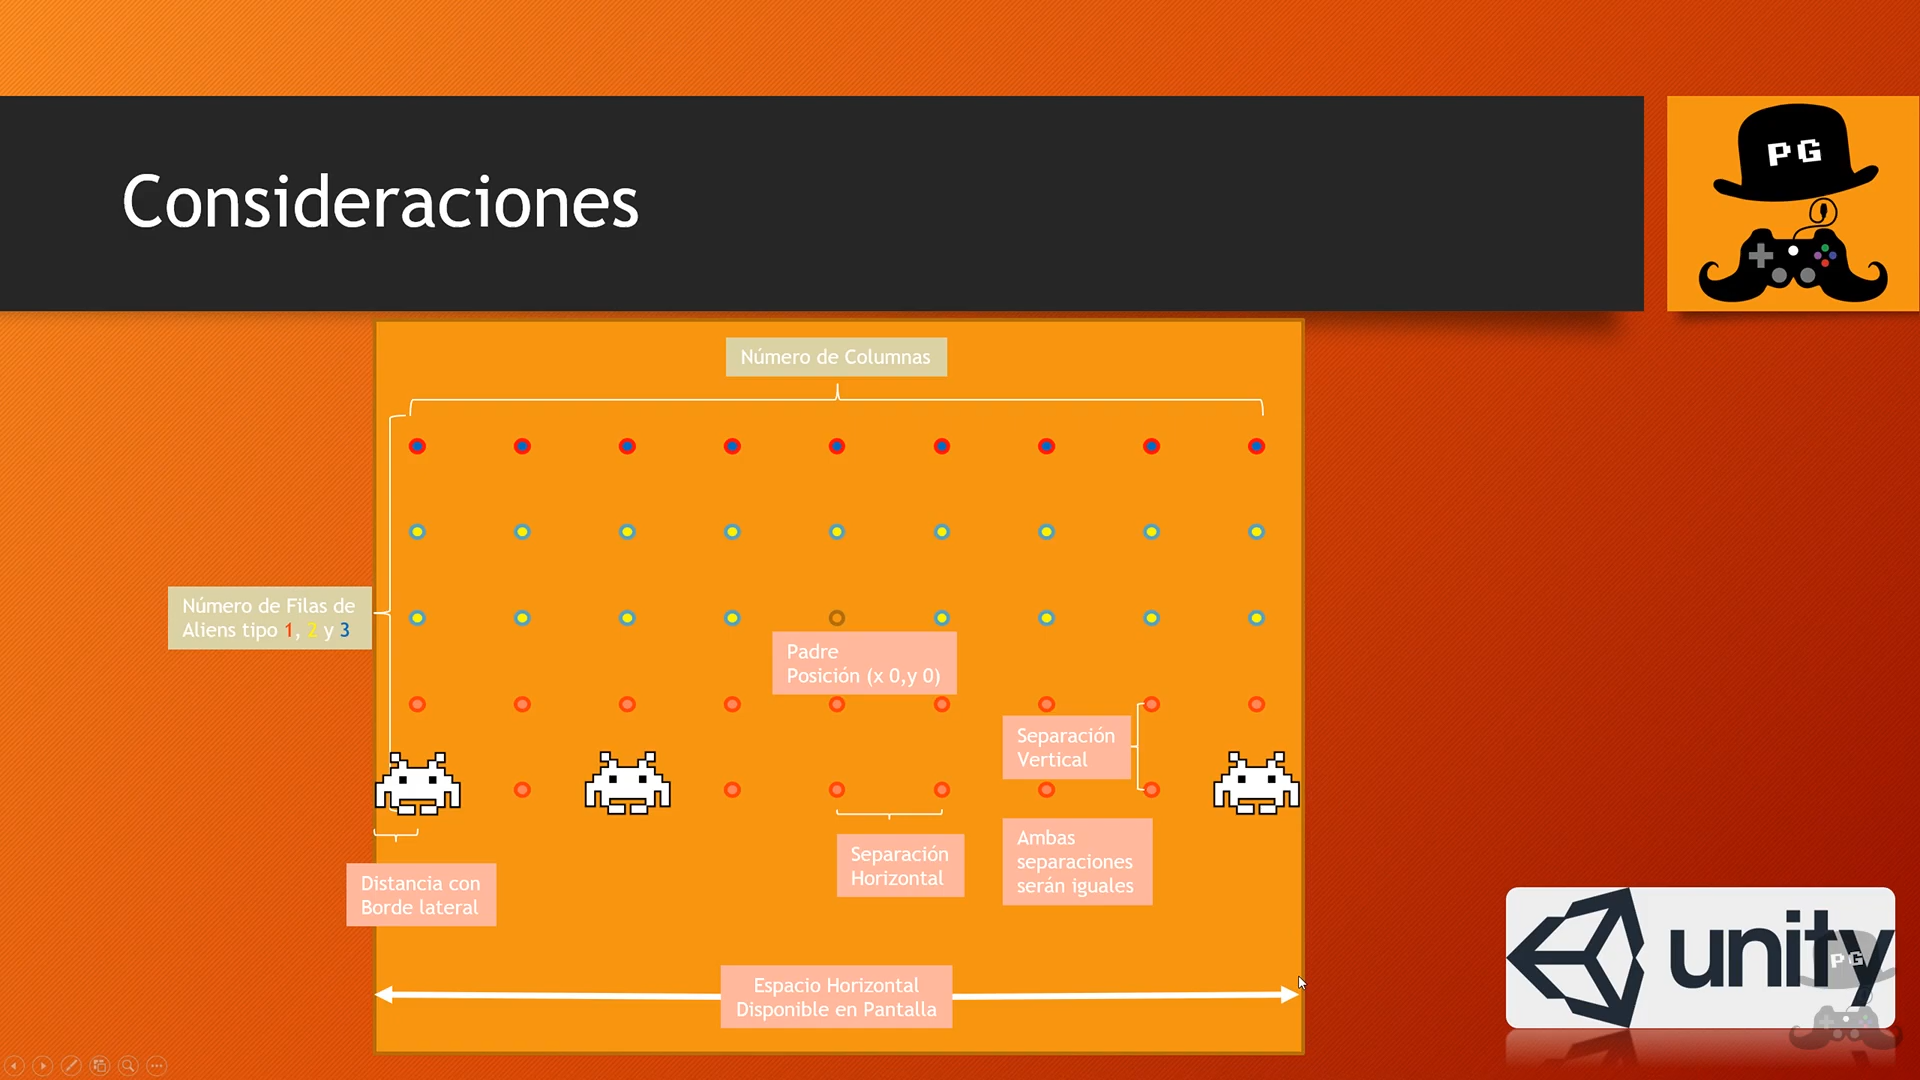 PG
Consideraciones
Número de Columnas
Número de Filas de
Aliens tipo 1, 2 y 3
Padre
Posición (x 0,y 0)
Separación
Vertical
Separación
Horizontal
Ambas
separaciones
serán iguales
Distancia con
Borde lateral
Espacio Horizontal
Disponible en Pantalla
unity
PG